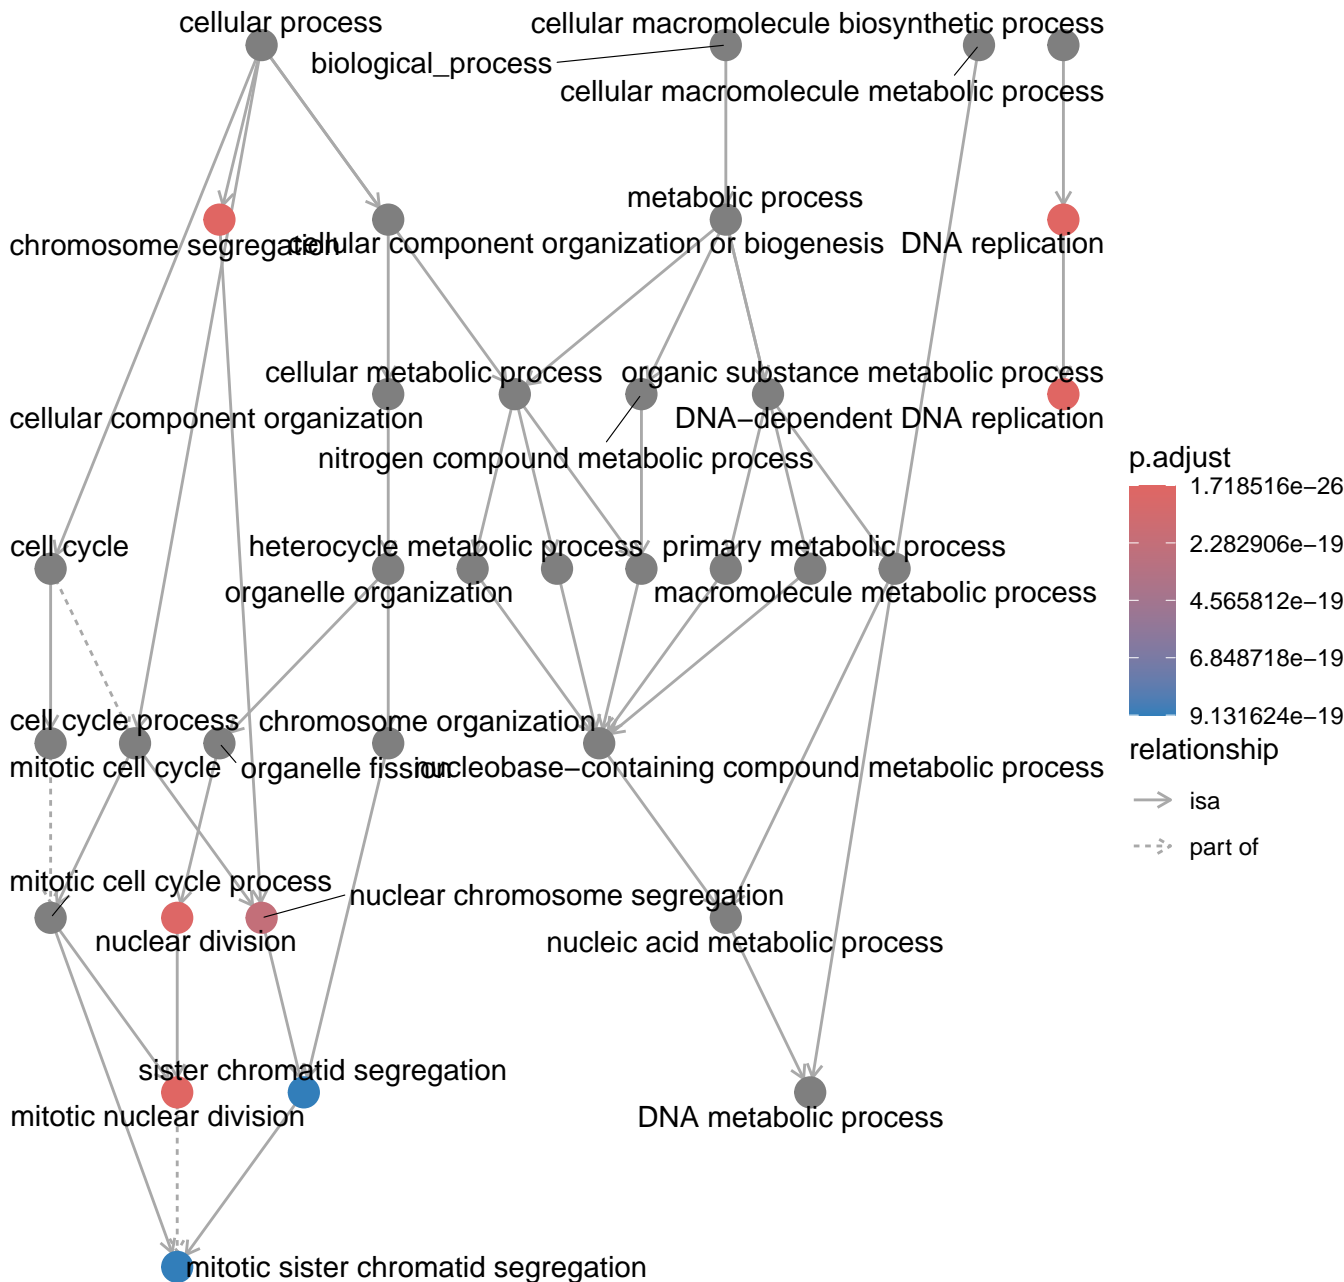 cellular process
cellular macromolecule biosynthetic process
biological_process
cellular macromolecule metabolic process
metabolic process
chromosome segregation
cellular component organization or biogenesis
DNA replication
cellular metabolic process
organic substance metabolic process
cellular component organization
DNA−dependent DNA replication
nitrogen compound metabolic process
p.adjust
1.718516e−26
2.282906e−19
4.565812e−19
6.848718e−19
9.131624e−19
cell cycle
heterocycle metabolic process
primary metabolic process
organelle organization
macromolecule metabolic process
cell cycle process
chromosome organization
mitotic cell cycle
organelle fission
nucleobase−containing compound metabolic process
relationship
isa
part of
mitotic cell cycle process
nuclear chromosome segregation
nuclear division
nucleic acid metabolic process
sister chromatid segregation
mitotic nuclear division
DNA metabolic process
mitotic sister chromatid segregation